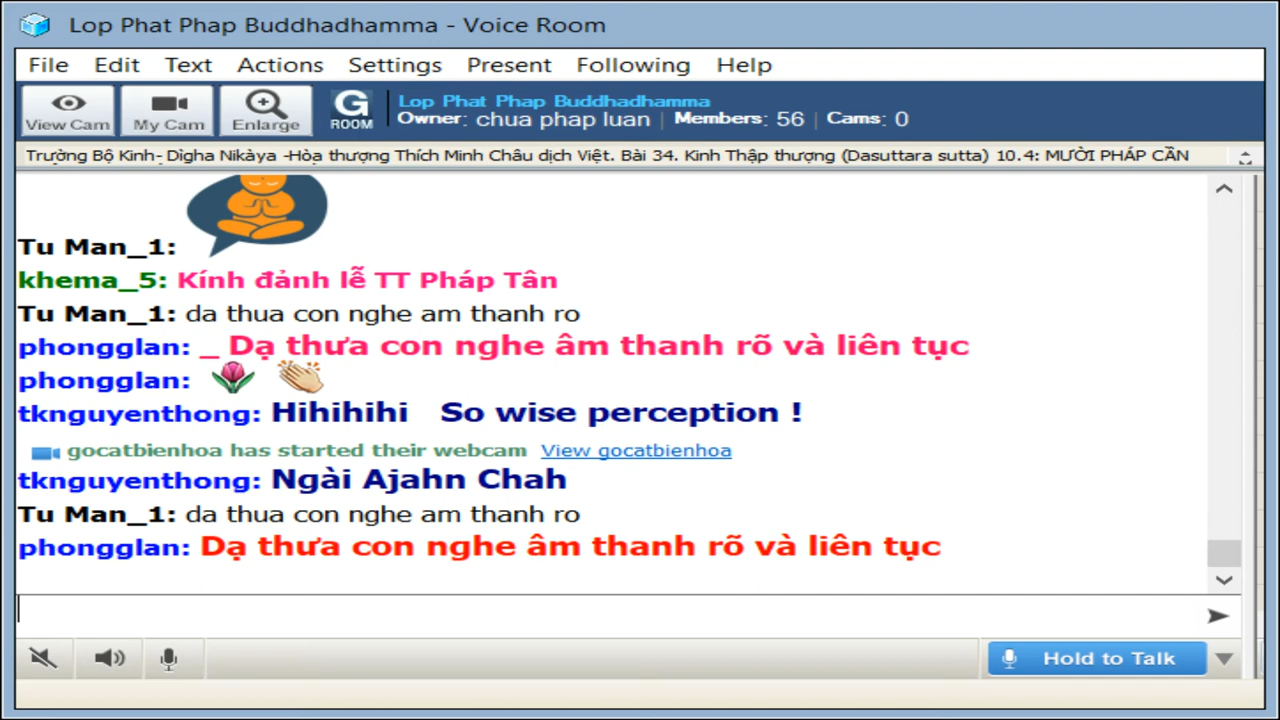 Lop Phat Phap Buddhadhamma - Voice Room
File Edit Text Actions Settings Present Following Help
View Cam My Cam Enlarge G ROOM
Lop Phat Phap Buddhadhamma
Owner: chua phap luan | Members: 56 | Cams: 0
Trường Bộ Kinh- Dìgha Nikàya -Hòa thượng Thích Minh Châu dịch Việt. Bài 34. Kinh Thập thượng (Dasuttara sutta) 10.4: MƯỜI PHÁP CẦN
Tu Man_1:
khema_5: Kính đảnh lễ TT Pháp Tân
Tu Man_1: da thua con nghe am thanh ro
phongglan: _ Dạ thưa con nghe âm thanh rõ và liên tục
phongglan:
tknguyenthong: Hihihihi So wise perception !
gocatbienhoa has started their webcam View gocatbienhoa
tknguyenthong: Ngài Ajahn Chah
Tu Man_1: da thua con nghe am thanh ro
phongglan: Dạ thưa con nghe âm thanh rõ và liên tục
Hold to Talk